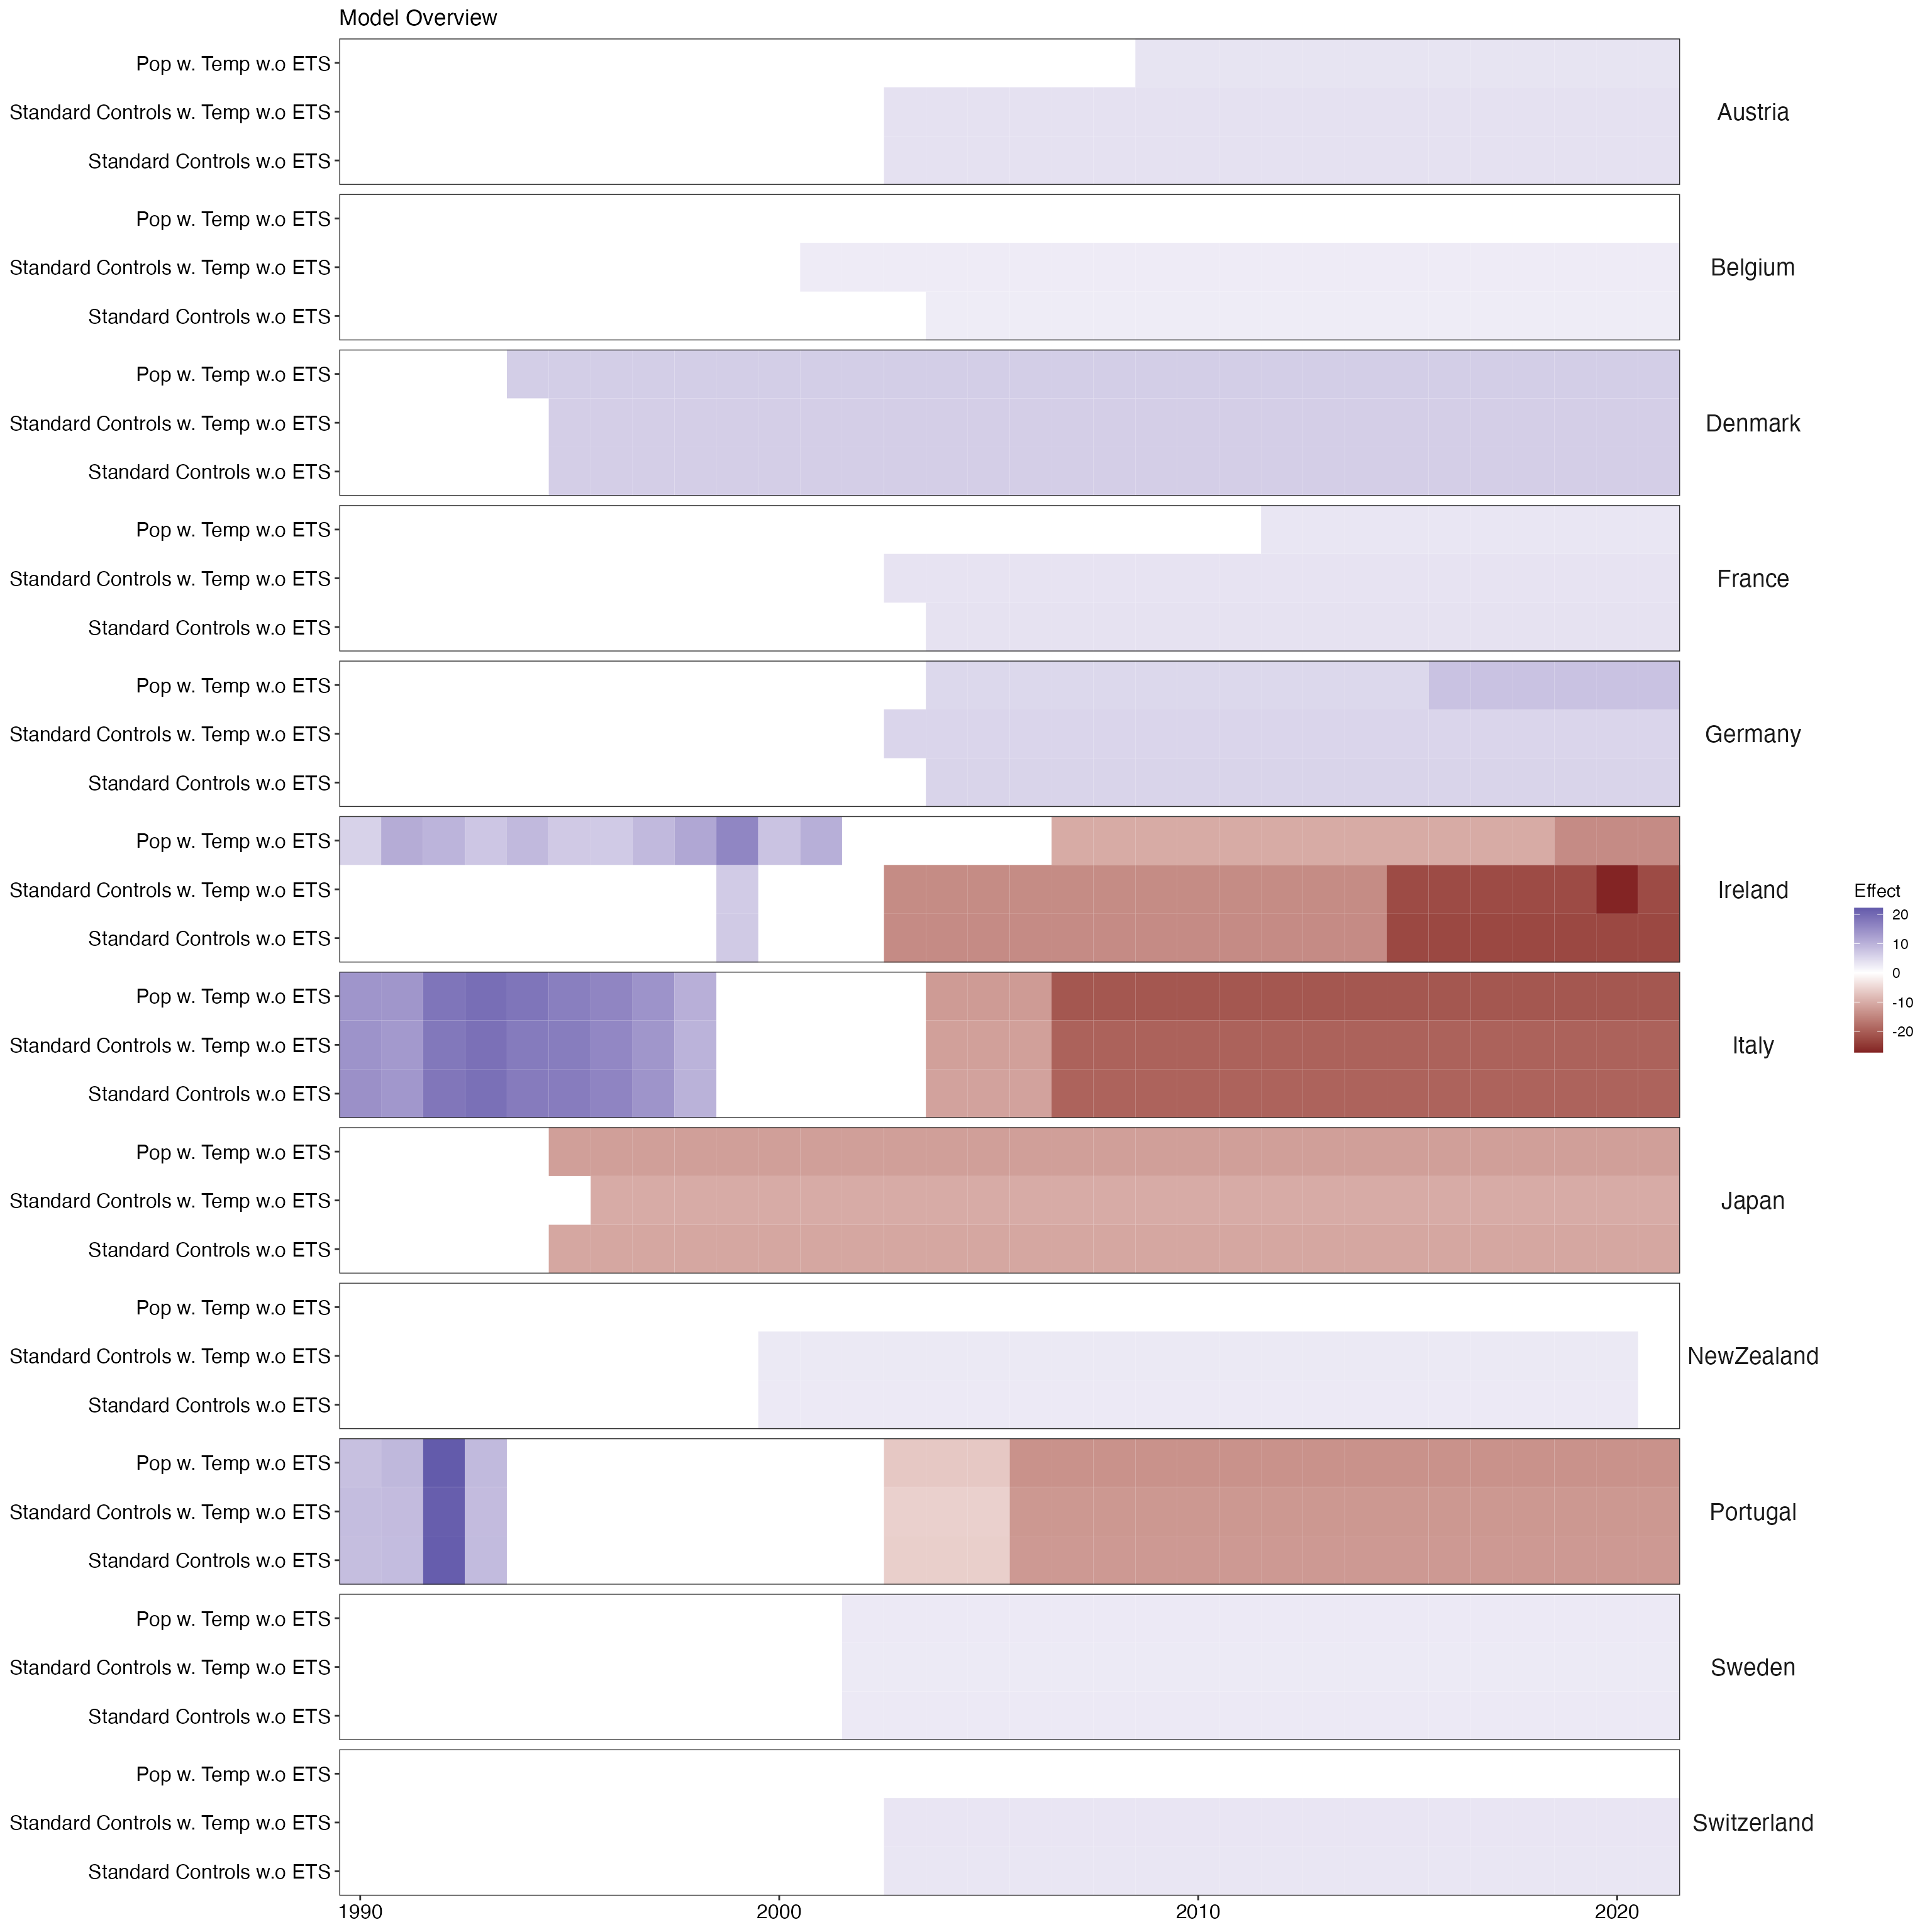 Model Overview
Pop w. Temp w.o ETS
Standard Controls w. Temp w.o ETS
Standard Controls w.o ETS
Austria
Pop w. Temp w.o ETS
Standard Controls w. Temp w.o ETS
Standard Controls w.o ETS
Belgium
Pop w. Temp w.o ETS
Standard Controls w. Temp w.o ETS
Standard Controls w.o ETS
Denmark
Pop w. Temp w.o ETS
Standard Controls w. Temp w.o ETS
Standard Controls w.o ETS
France
Pop w. Temp w.o ETS
Standard Controls w. Temp w.o ETS
Standard Controls w.o ETS
Germany
Pop w. Temp w.o ETS
Standard Controls w. Temp w.o ETS
Standard Controls w.o ETS
Ireland
Pop w. Temp w.o ETS
Standard Controls w. Temp w.o ETS
Standard Controls w.o ETS
Italy
Pop w. Temp w.o ETS
Standard Controls w. Temp w.o ETS
Standard Controls w.o ETS
Japan
Pop w. Temp w.o ETS
Standard Controls w. Temp w.o ETS
Standard Controls w.o ETS
NewZealand
Pop w. Temp w.o ETS
Standard Controls w. Temp w.o ETS
Standard Controls w.o ETS
Portugal
Pop w. Temp w.o ETS
Standard Controls w. Temp w.o ETS
Standard Controls w.o ETS
Sweden
Pop w. Temp w.o ETS
Standard Controls w. Temp w.o ETS
Standard Controls w.o ETS
Switzerland
1990 2000 2010 2020
Effect
20
10
0
-10
-20